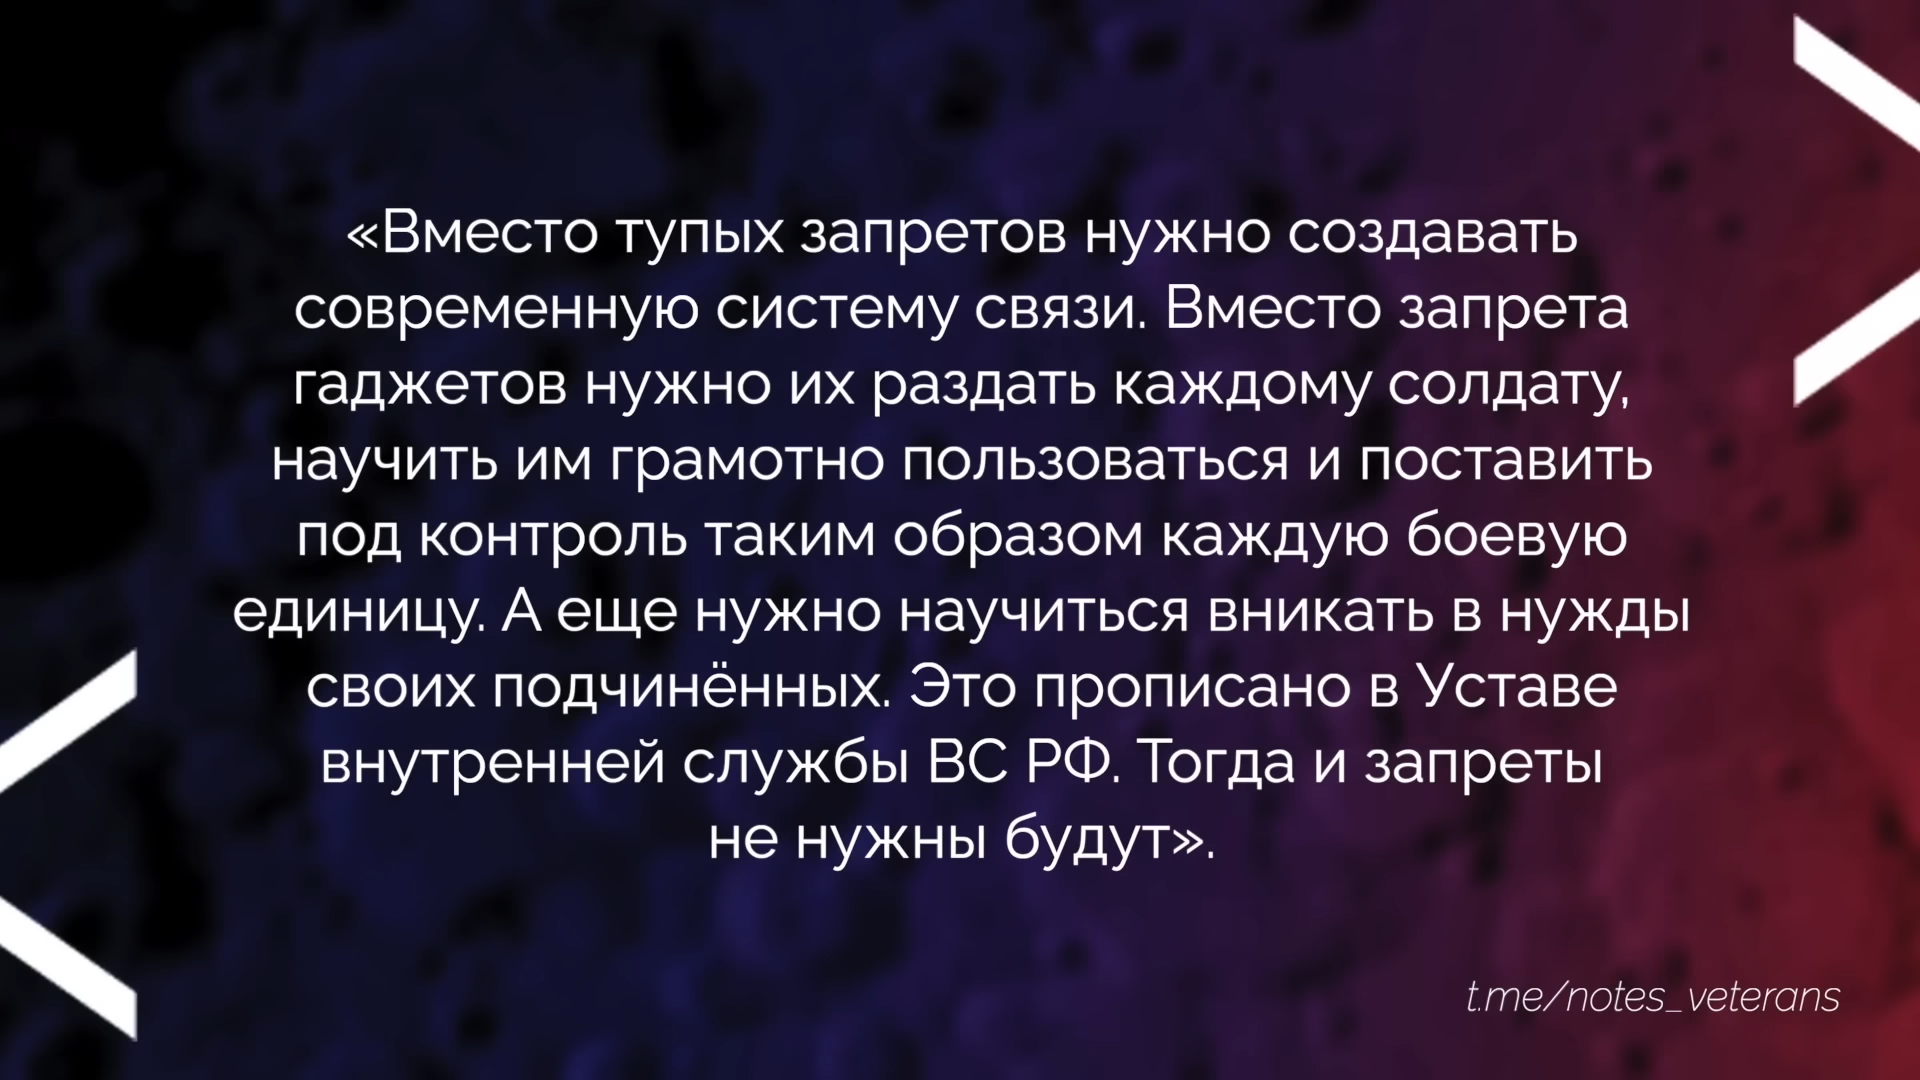 «Вместо тупых запретов нужно создавать
современную систему связи. Вместо запрета
гаджетов нужно их раздать каждому солдату,
научить им грамотно пользоваться и поставить
под контроль таким образом каждую боевую
единицу. А еще нужно научиться вникать в нужды
своих подчинённых. Это прописано в Уставе
внутренней службы ВС РФ. Тогда и запреты
не нужны будут».
t.me/notes_veterans